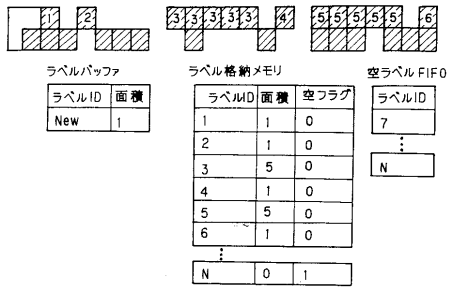 1 2 3 3 3 3 3 4 5 5 5 5 5 6
ラベルバッファ
ラベルID 面積
New 1
ラベル格納メモリ
ラベルID 面積 空フラグ
1 1 0
2 1 0
3 5 0
4 1 0
5 5 0
6 1 0
N 0 1
空ラベルFIFO
ラベルID
7
N